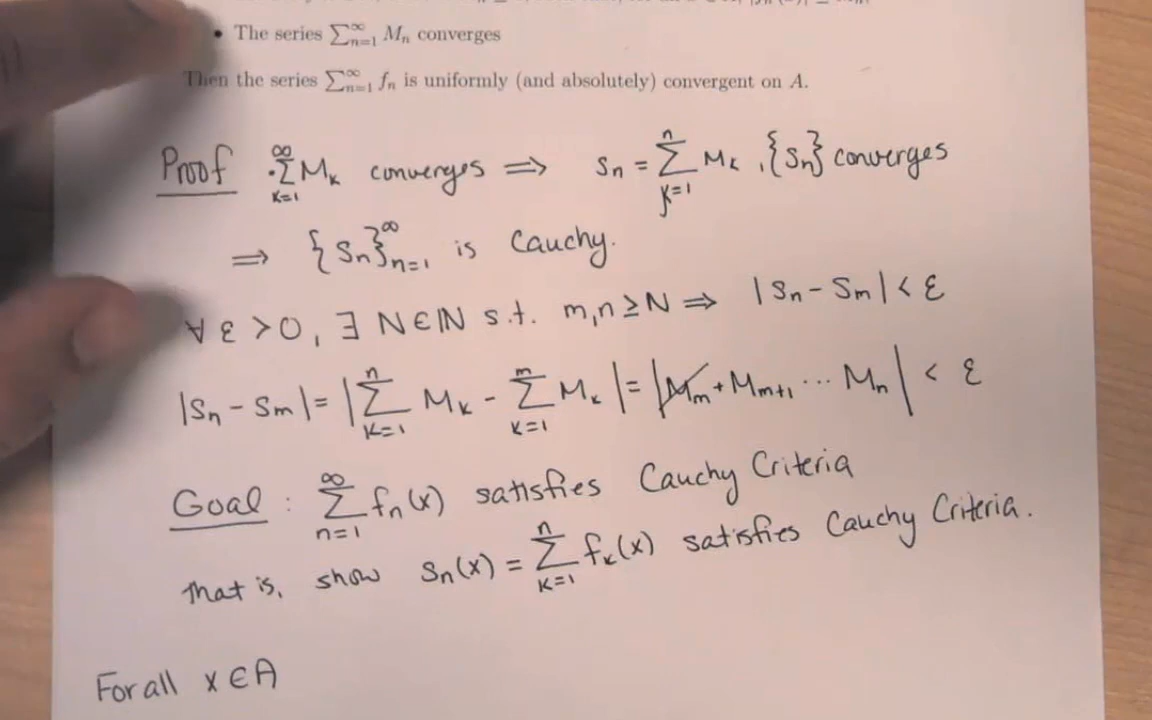 • The series ∑_{n=1}^{∞} M_n converges
Then the series ∑_{n=1}^{∞} f_n is uniformly (and absolutely) convergent on A.
Proof ∑_{k=1}^{∞} M_k converges ⟹ S_n = ∑_{k=1}^{n} M_k , {S_n} converges
⟹ {S_n}_{n=1}^{∞} is Cauchy.
∀ ε > 0, ∃ N ∈ ℕ s.t. m,n ≥ N ⟹ |S_n - S_m| < ε
|S_n - S_m| = |∑_{k=1}^{n} M_k - ∑_{k=1}^{m} M_k| = |M_m + M_{m+1} ... M_n| < ε
Goal : ∑_{n=1}^{∞} f_n(x) satisfies Cauchy Criteria
That is, show S_n(x) = ∑_{k=1}^{n} f_k(x) satisfies Cauchy Criteria.
For all x ∈ A